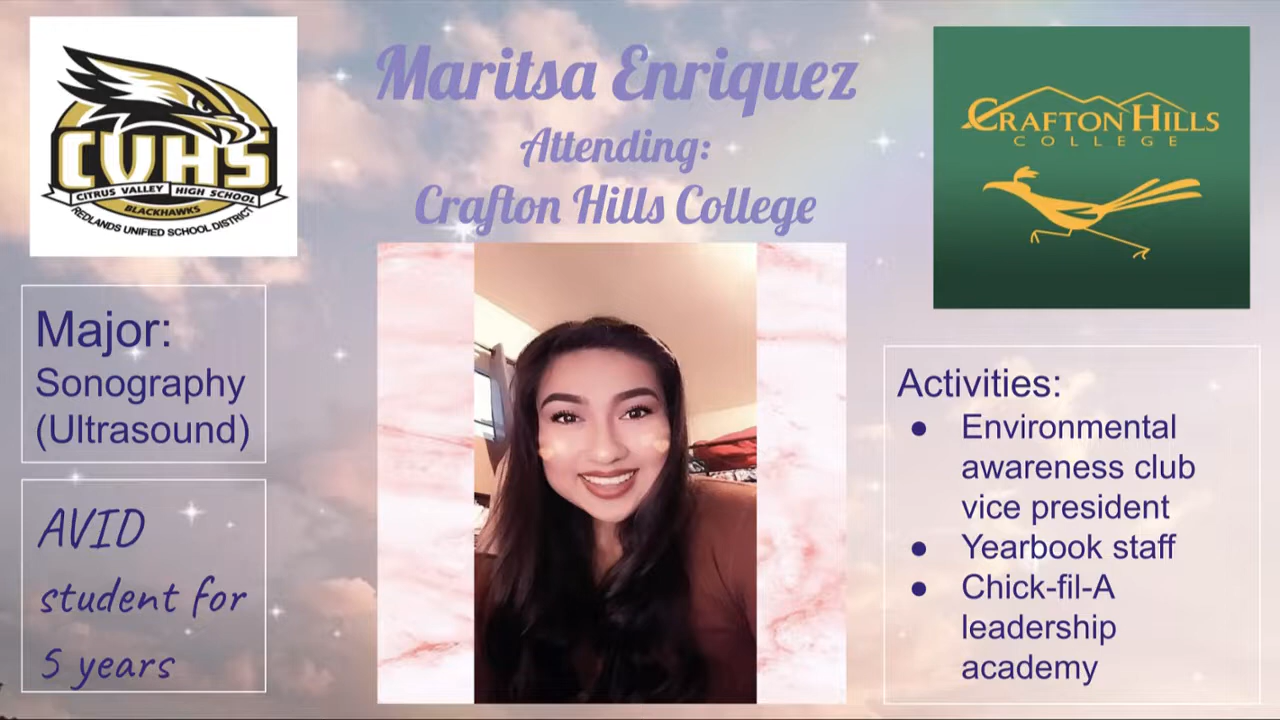 CVHS
CITRUS VALLEY HIGH SCHOOL
BLACKHAWKS
REDLANDS UNIFIED SCHOOL DISTRICT
Maritsa Enriquez
Attending:
Crafton Hills College
CRAFTON HILLS
COLLEGE
Major:
Sonography
(Ultrasound)
AVID
student for
5 years
Activities:
● Environmental
awareness club
vice president
● Yearbook staff
● Chick-fil-A
leadership
academy